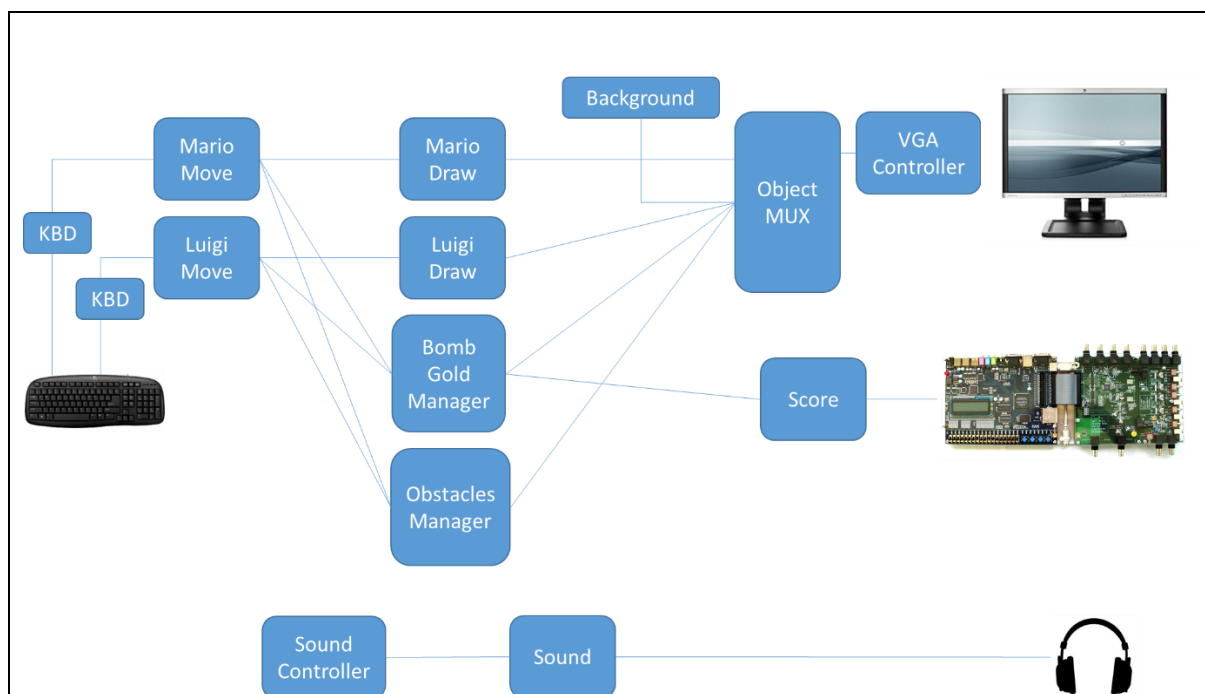 Background
Mario
Move
Mario
Draw
Object
MUX
VGA
Controller
KBD
Luigi
Move
Luigi
Draw
KBD
Bomb
Gold
Manager
Score
Obstacles
Manager
Sound
Controller
Sound